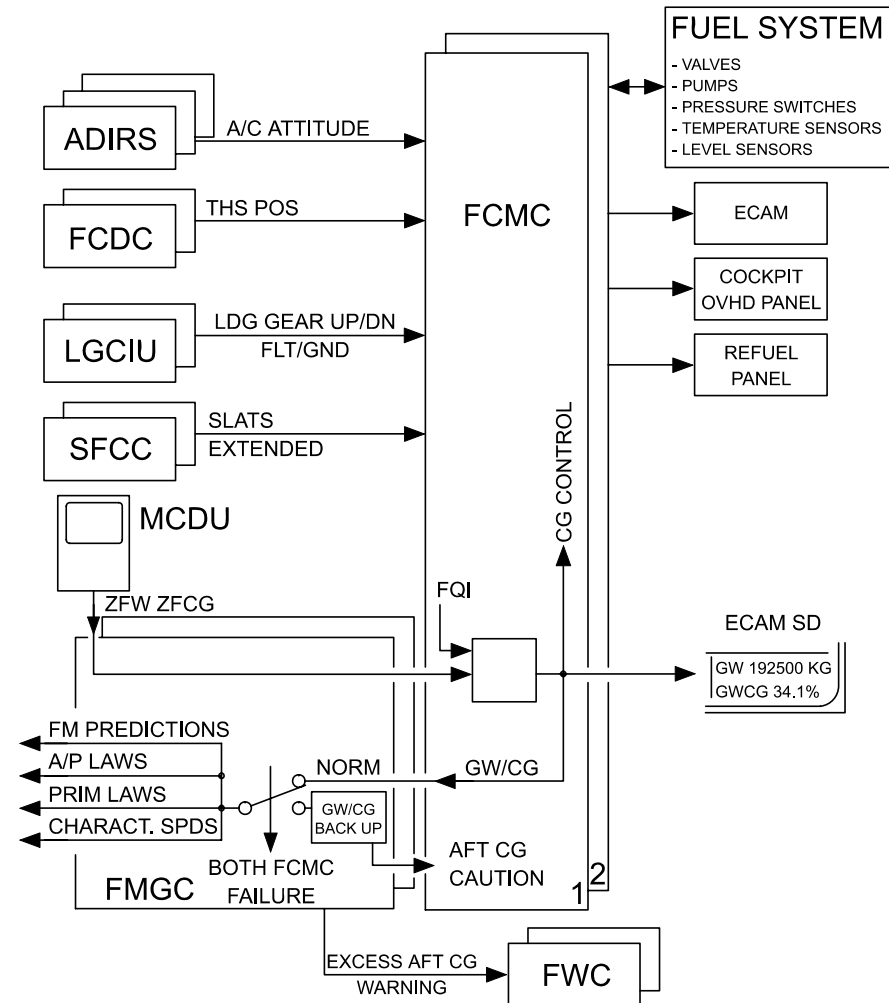 FUEL SYSTEM
- VALVES
- PUMPS
- PRESSURE SWITCHES
- TEMPERATURE SENSORS
- LEVEL SENSORS
ADIRS
A/C ATTITUDE
FCDC
THS POS
FCMC
ECAM
COCKPIT
OVHD PANEL
LGCIU
LDG GEAR UP/DN
FLT/GND
REFUEL
PANEL
SFCC
SLATS
EXTENDED
CG CONTROL
MCDU
ZFW ZFCG
FQI
ECAM SD
GW 192500 KG
GWCG 34.1%
FM PREDICTIONS
A/P LAWS
PRIM LAWS
CHARACT. SPDS
NORM
GW/CG
GW/CG
BACK UP
BOTH FCMC
FAILURE
FMGC
AFT CG
CAUTION
1
2
EXCESS AFT CG
WARNING
FWC